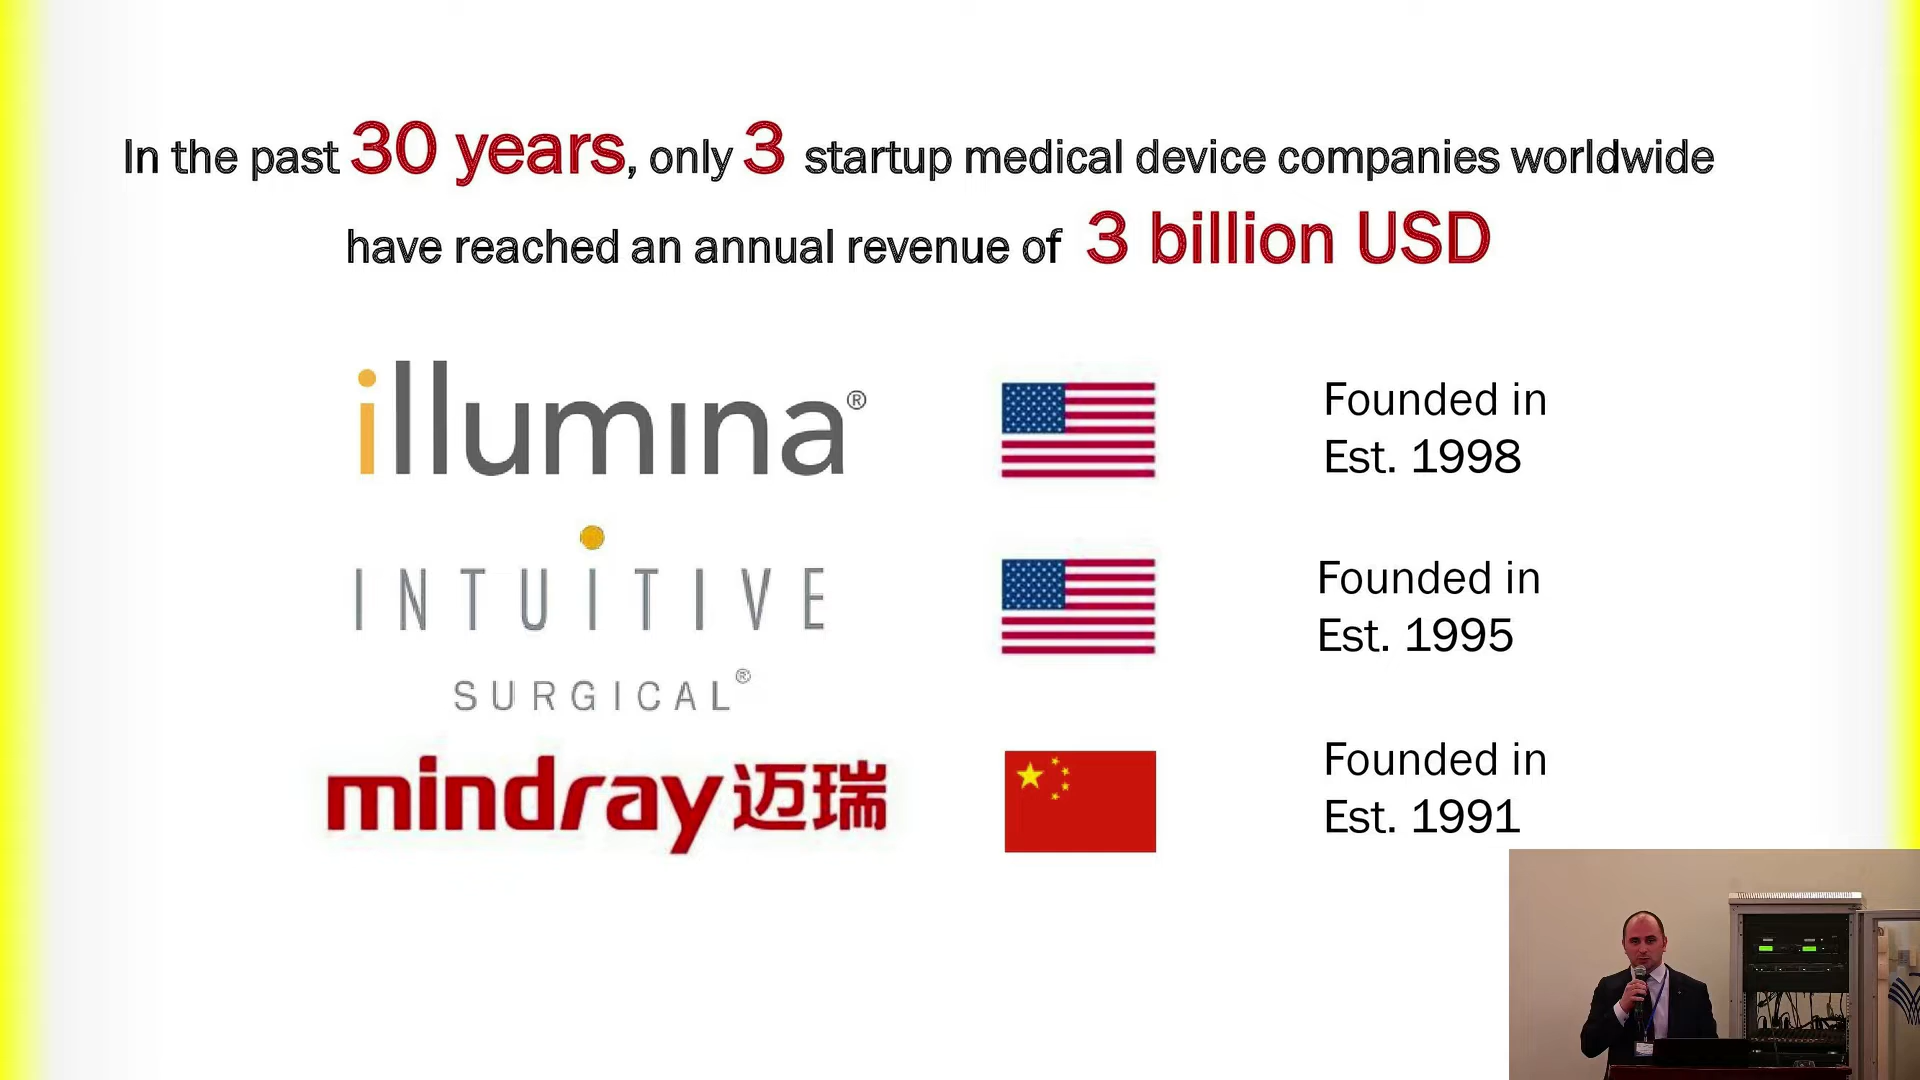 In the past 30 years, only 3 startup medical device companies worldwide
have reached an annual revenue of 3 billion USD
illumina®
Founded in
Est. 1998
INTUITIVE
SURGICAL®
Founded in
Est. 1995
mindray迈瑞
Founded in
Est. 1991